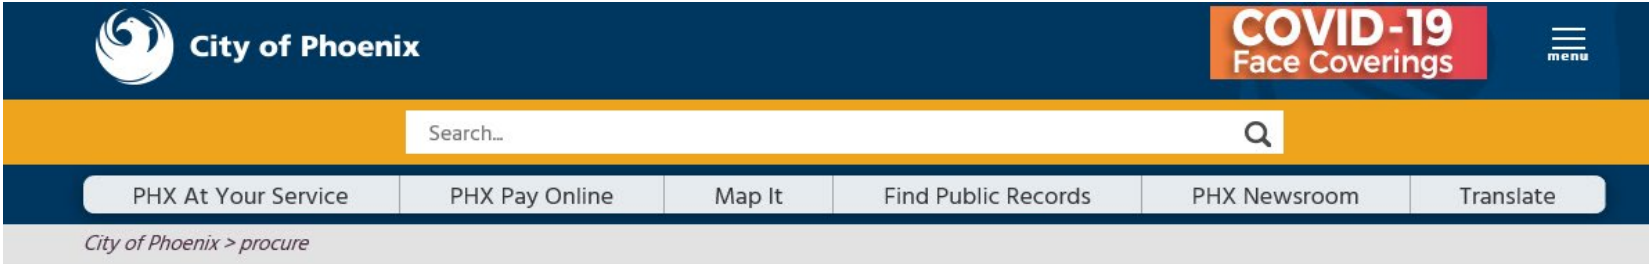 City of Phoenix
COVID-19
Face Coverings
menu
Search...
PHX At Your Service
PHX Pay Online
Map It
Find Public Records
PHX Newsroom
Translate
City of Phoenix > procure